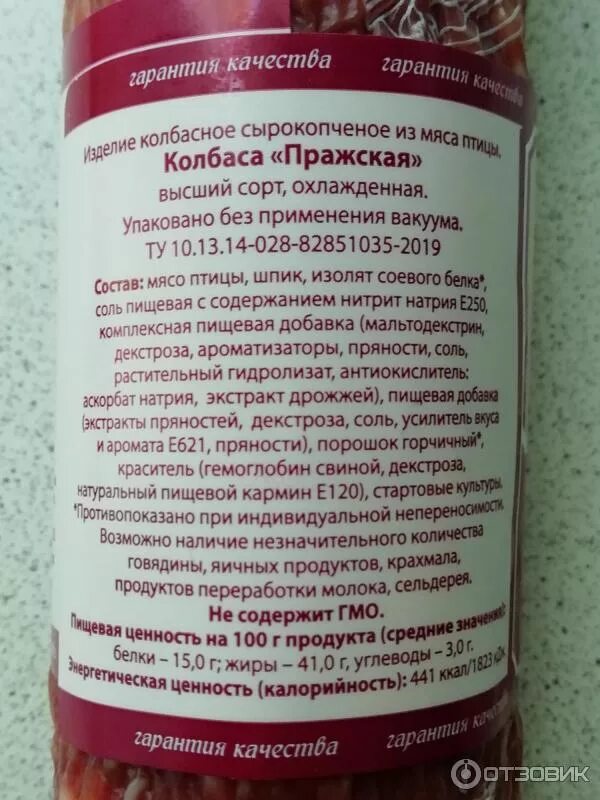 гарантия качества гарантия качества
Изделие колбасное сырокопченое из мяса птицы.
Колбаса «Пражская»
высший сорт, охлажденная.
Упаковано без применения вакуума.
ТУ 10.13.14-028-82851035-2019
Состав: мясо птицы, шпик, изолят соевого белка*,
соль пищевая с содержанием нитрит натрия Е250,
комплексная пищевая добавка (мальтодекстрин,
декстроза, ароматизаторы, пряности, соль,
растительный гидролизат, антиокислитель:
аскорбат натрия, экстракт дрожжей), пищевая добавка
(экстракты пряностей, декстроза, соль, усилитель вкуса
и аромата Е621, пряности), порошок горчичный*,
краситель (гемоглобин свиной, декстроза,
натуральный пищевой кармин Е120), стартовые культуры.
*Противопоказано при индивидуальной непереносимости.
Возможно наличие незначительного количества
говядины, яичных продуктов, крахмала,
продуктов переработки молока, сельдерея.
Не содержит ГМО.
Пищевая ценность на 100 г продукта (средние значения):
белки – 15,0 г; жиры – 41,0 г, углеводы – 3,0 г.
Энергетическая ценность (калорийность): 441 ккал/1823 кДж
гарантия качества гарантия качества
ОТЗОВИК